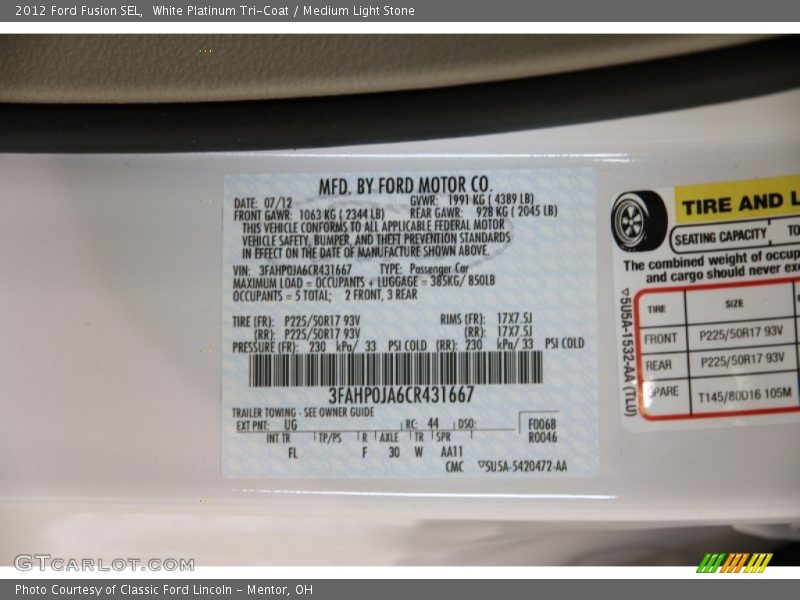 2012 Ford Fusion SEL,  White Platinum Tri-Coat / Medium Light Stone
MFD. BY FORD MOTOR CO.
DATE: 07/12 GVWR: 1991 KG ( 4389 LB)
FRONT GAWR: 1063 KG ( 2344 LB) REAR GAWR: 928 KG ( 2045 LB)
THIS VEHICLE CONFORMS TO ALL APPLICABLE FEDERAL MOTOR
VEHICLE SAFETY, BUMPER, AND THEFT PREVENTION STANDARDS
IN EFFECT ON THE DATE OF MANUFACTURE SHOWN ABOVE.
VIN: 3FAHP0JA6CR431667 TYPE: Passenger Car
MAXIMUM LOAD = OCCUPANTS + LUGGAGE = 385KG/ 850LB
OCCUPANTS = 5 TOTAL; 2 FRONT, 3 REAR
TIRE (FR): P225/50R17 93V RIMS (FR): 17X7.5J
(RR): P225/50R17 93V (RR): 17X7.5J
PRESSURE (FR): 230 kPa/ 33 PSI COLD (RR): 230 kPa/ 33 PSI COLD
3FAHP0JA6CR431667
TRAILER TOWING - SEE OWNER GUIDE
EXT PNT: UG RC: 44 DSO: F0068
INT TR TP/PS R AXLE TR SPR R0046
FL F 30 W AA11
CMC ▽5U5A-5420472-AA
TIRE AND L
SEATING CAPACITY TO
The combined weight of occup
and cargo should never exc
TIRE SIZE
FRONT P225/50R17 93V
REAR P225/50R17 93V
SPARE T145/80D16 105M
▽5U5A-1532-AA (TLU)
GTCARLOT.COM
Photo Courtesy of Classic Ford Lincoln - Mentor, OH